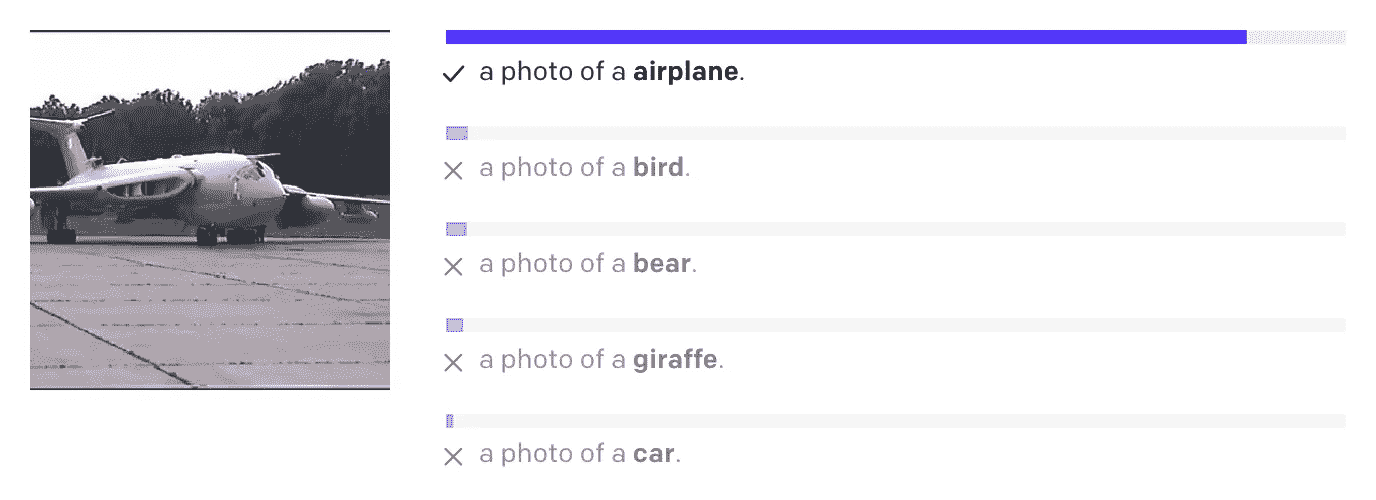 a photo of a airplane.
a photo of a bird.
a photo of a bear.
a photo of a giraffe.
a photo of a car.